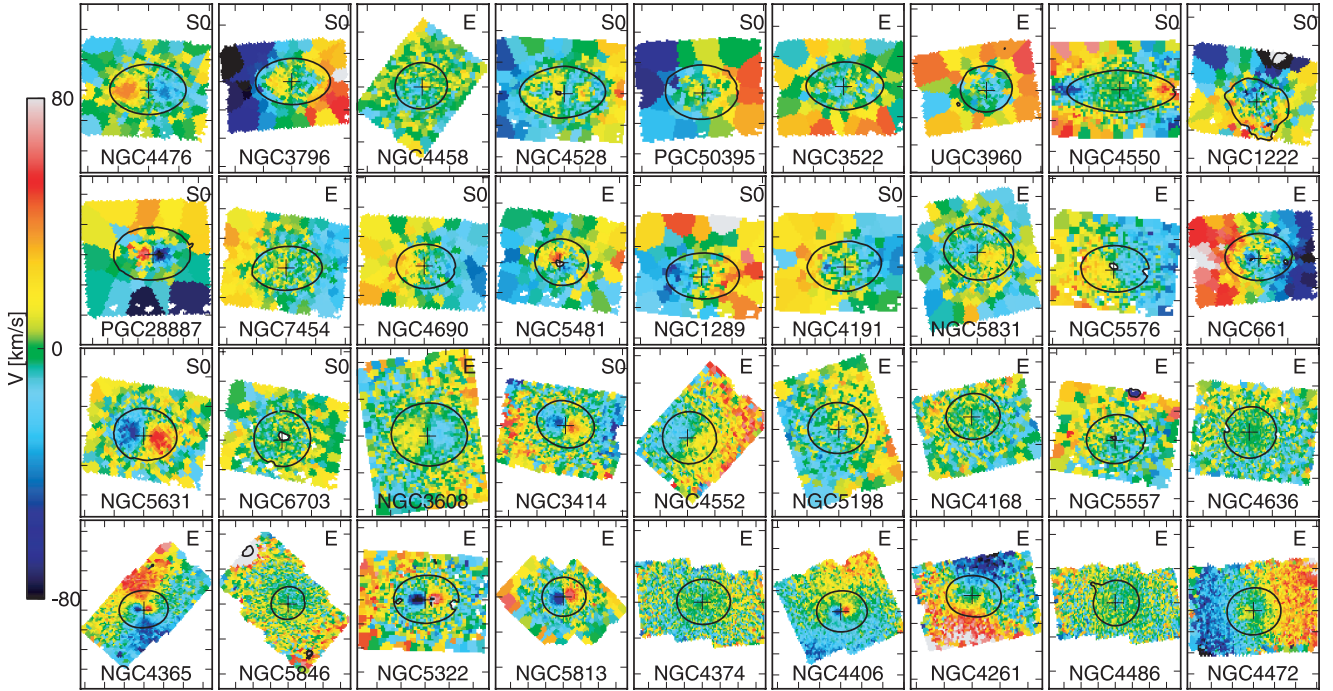 S0 S0 E S0 S0 E E S0 S0
80
NGC4476 NGC3796 NGC4458 NGC4528 PGC50395 NGC3522 UGC3960 NGC4550 NGC1222
S0 E S0 E S0 S0 E E E
PGC28887 NGC7454 NGC4690 NGC5481 NGC1289 NGC4191 NGC5831 NGC5576 NGC661
V [km/s]
0
S0 S0 E S0 E E E E E
NGC5631 NGC6703 NGC3608 NGC3414 NGC4552 NGC5198 NGC4168 NGC5557 NGC4636
E E E E E E E E E
-80
NGC4365 NGC5846 NGC5322 NGC5813 NGC4374 NGC4406 NGC4261 NGC4486 NGC4472